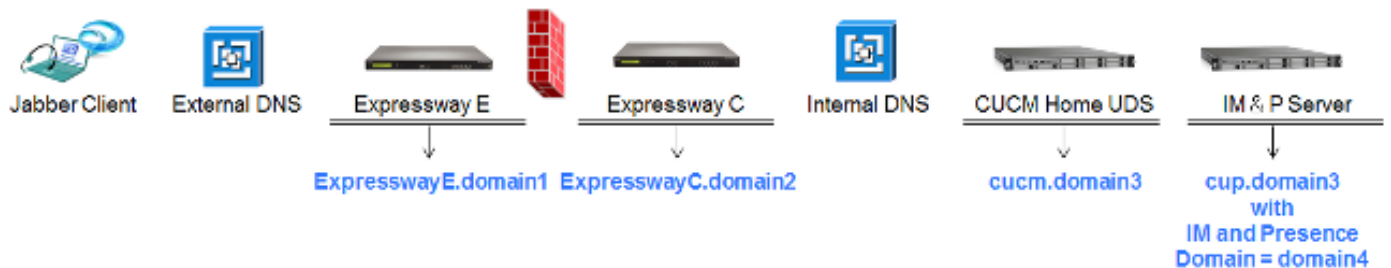 Jabber Client
External DNS
Expressway E
Expressway C
Internal DNS
CUCM Home UDS
IM & P Server
ExpresswayE.domain1
ExpresswayC.domain2
cucm.domain3
cup.domain3
with
IM and Presence
Domain = domain4